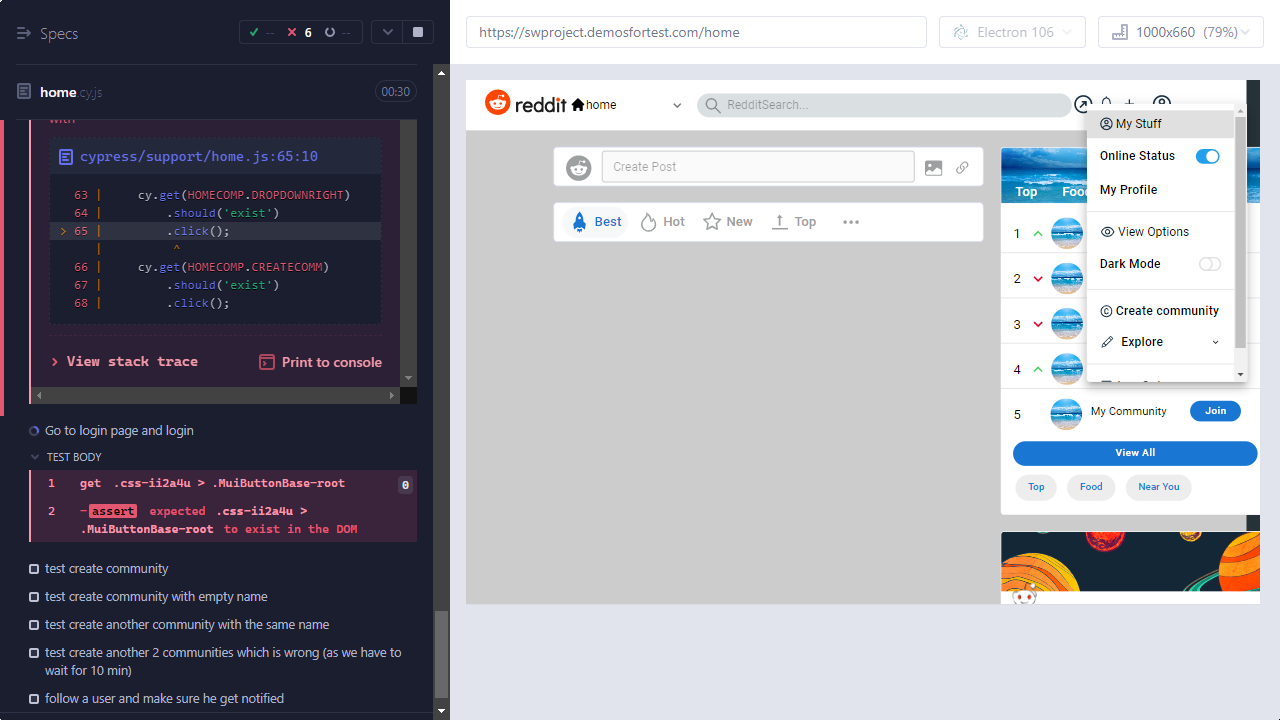 Specs
-- 6 --
home.cy.js 00:30
with
cypress/support/home.js:65:10
63 | cy.get(HOMECOMP.DROPDOWNRIGHT)
64 | .should('exist')
> 65 | .click();
| ^
66 | cy.get(HOMECOMP.CREATECOMM)
67 | .should('exist')
68 | .click();
> View stack trace
Print to console
Go to login page and login
TEST BODY
1 get .css-ii2a4u > .MuiButtonBase-root 0
2 -assert expected .css-ii2a4u >
.MuiButtonBase-root to exist in the DOM
test create community
test create community with empty name
test create another community with the same name
test create another 2 communities which is wrong (as we have to
wait for 10 min)
follow a user and make sure he get notified
https://swproject.demosfortest.com/home
Electron 106
1000x660 (79%)
reddit home
RedditSearch...
Create Post
Best Hot New Top
Top Food
1
2
3
4
5 My Community Join
View All
Top Food Near You
My Stuff
Online Status
My Profile
View Options
Dark Mode
Create community
Explore